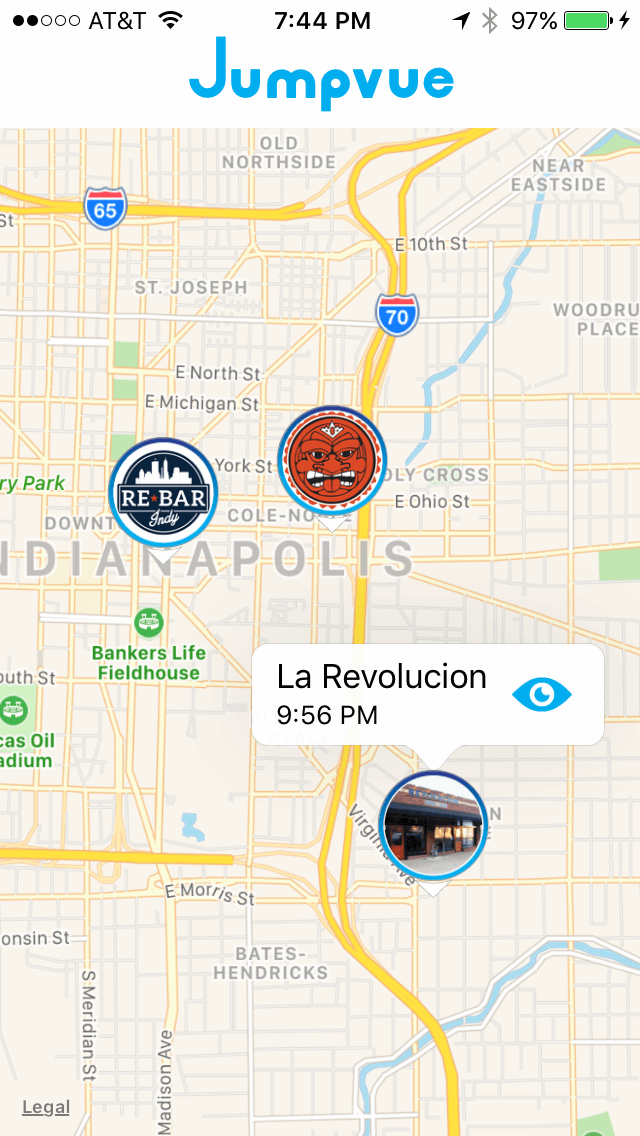 AT&T 7:44 PM 97%
Jumpvue
OLD
NORTHSIDE
NEAR
EASTSIDE
65
St
E 10th St
ST. JOSEPH
70
WOODRU
PLACE
E North St
E Michigan St
York St
OLY CROSS
ry Park
RE BAR
Indy
E Ohio St
DOWNT
COLE-NO
NDIANAPOLIS
Bankers Life
Fieldhouse
La Revolucion
9:56 PM
outh St
cas Oil
adium
Virginia Ave
N
E
E Morris St
onsin St
BATES-
HENDRICKS
S Meridian St
Madison Ave
Legal